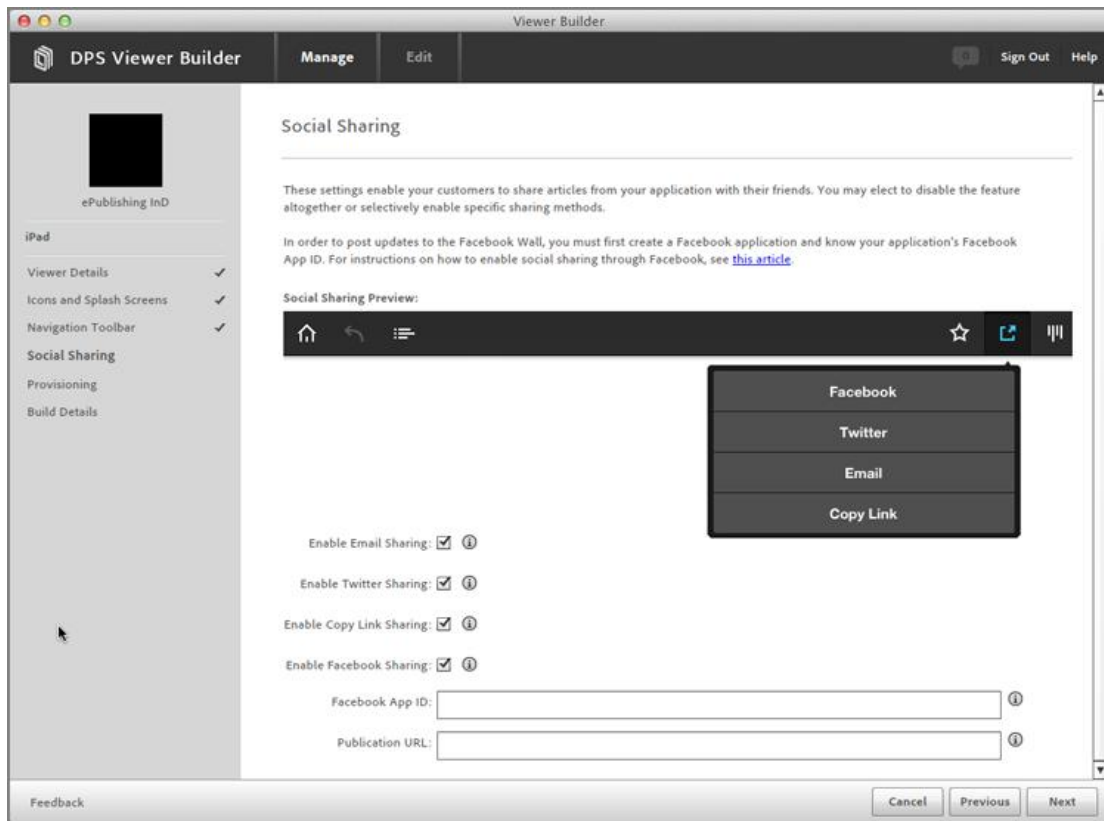 Viewer Builder
DPS Viewer Builder
Manage
Edit
Sign Out
Help
ePublishing InD
iPad
Viewer Details
Icons and Splash Screens
Navigation Toolbar
Social Sharing
Provisioning
Build Details
Social Sharing
These settings enable your customers to share articles from your application with their friends. You may elect to disable the feature
altogether or selectively enable specific sharing methods.
In order to post updates to the Facebook Wall, you must first create a Facebook application and know your application's Facebook
App ID. For instructions on how to enable social sharing through Facebook, see this article.
Social Sharing Preview:
Facebook
Twitter
Email
Copy Link
Enable Email Sharing:
Enable Twitter Sharing:
Enable Copy Link Sharing:
Enable Facebook Sharing:
Facebook App ID:
Publication URL:
Feedback
Cancel
Previous
Next